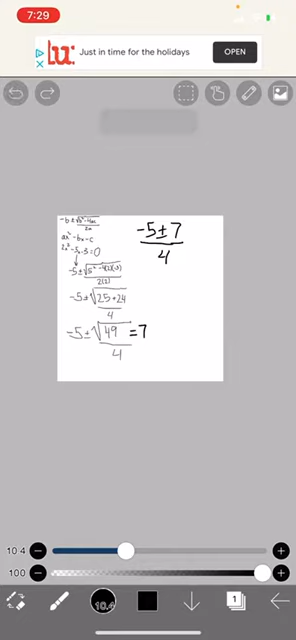 7:29
Just in time for the holidays
OPEN
-b ± √b²-4ac
2a
ax²-bx-c
2x²-5x-3=0
-5±√5²-4(2)(-3)
2(2)
-5±√25+24
4
-5±√49 =7
4
-5±7
4
10.4
100
10.4
1